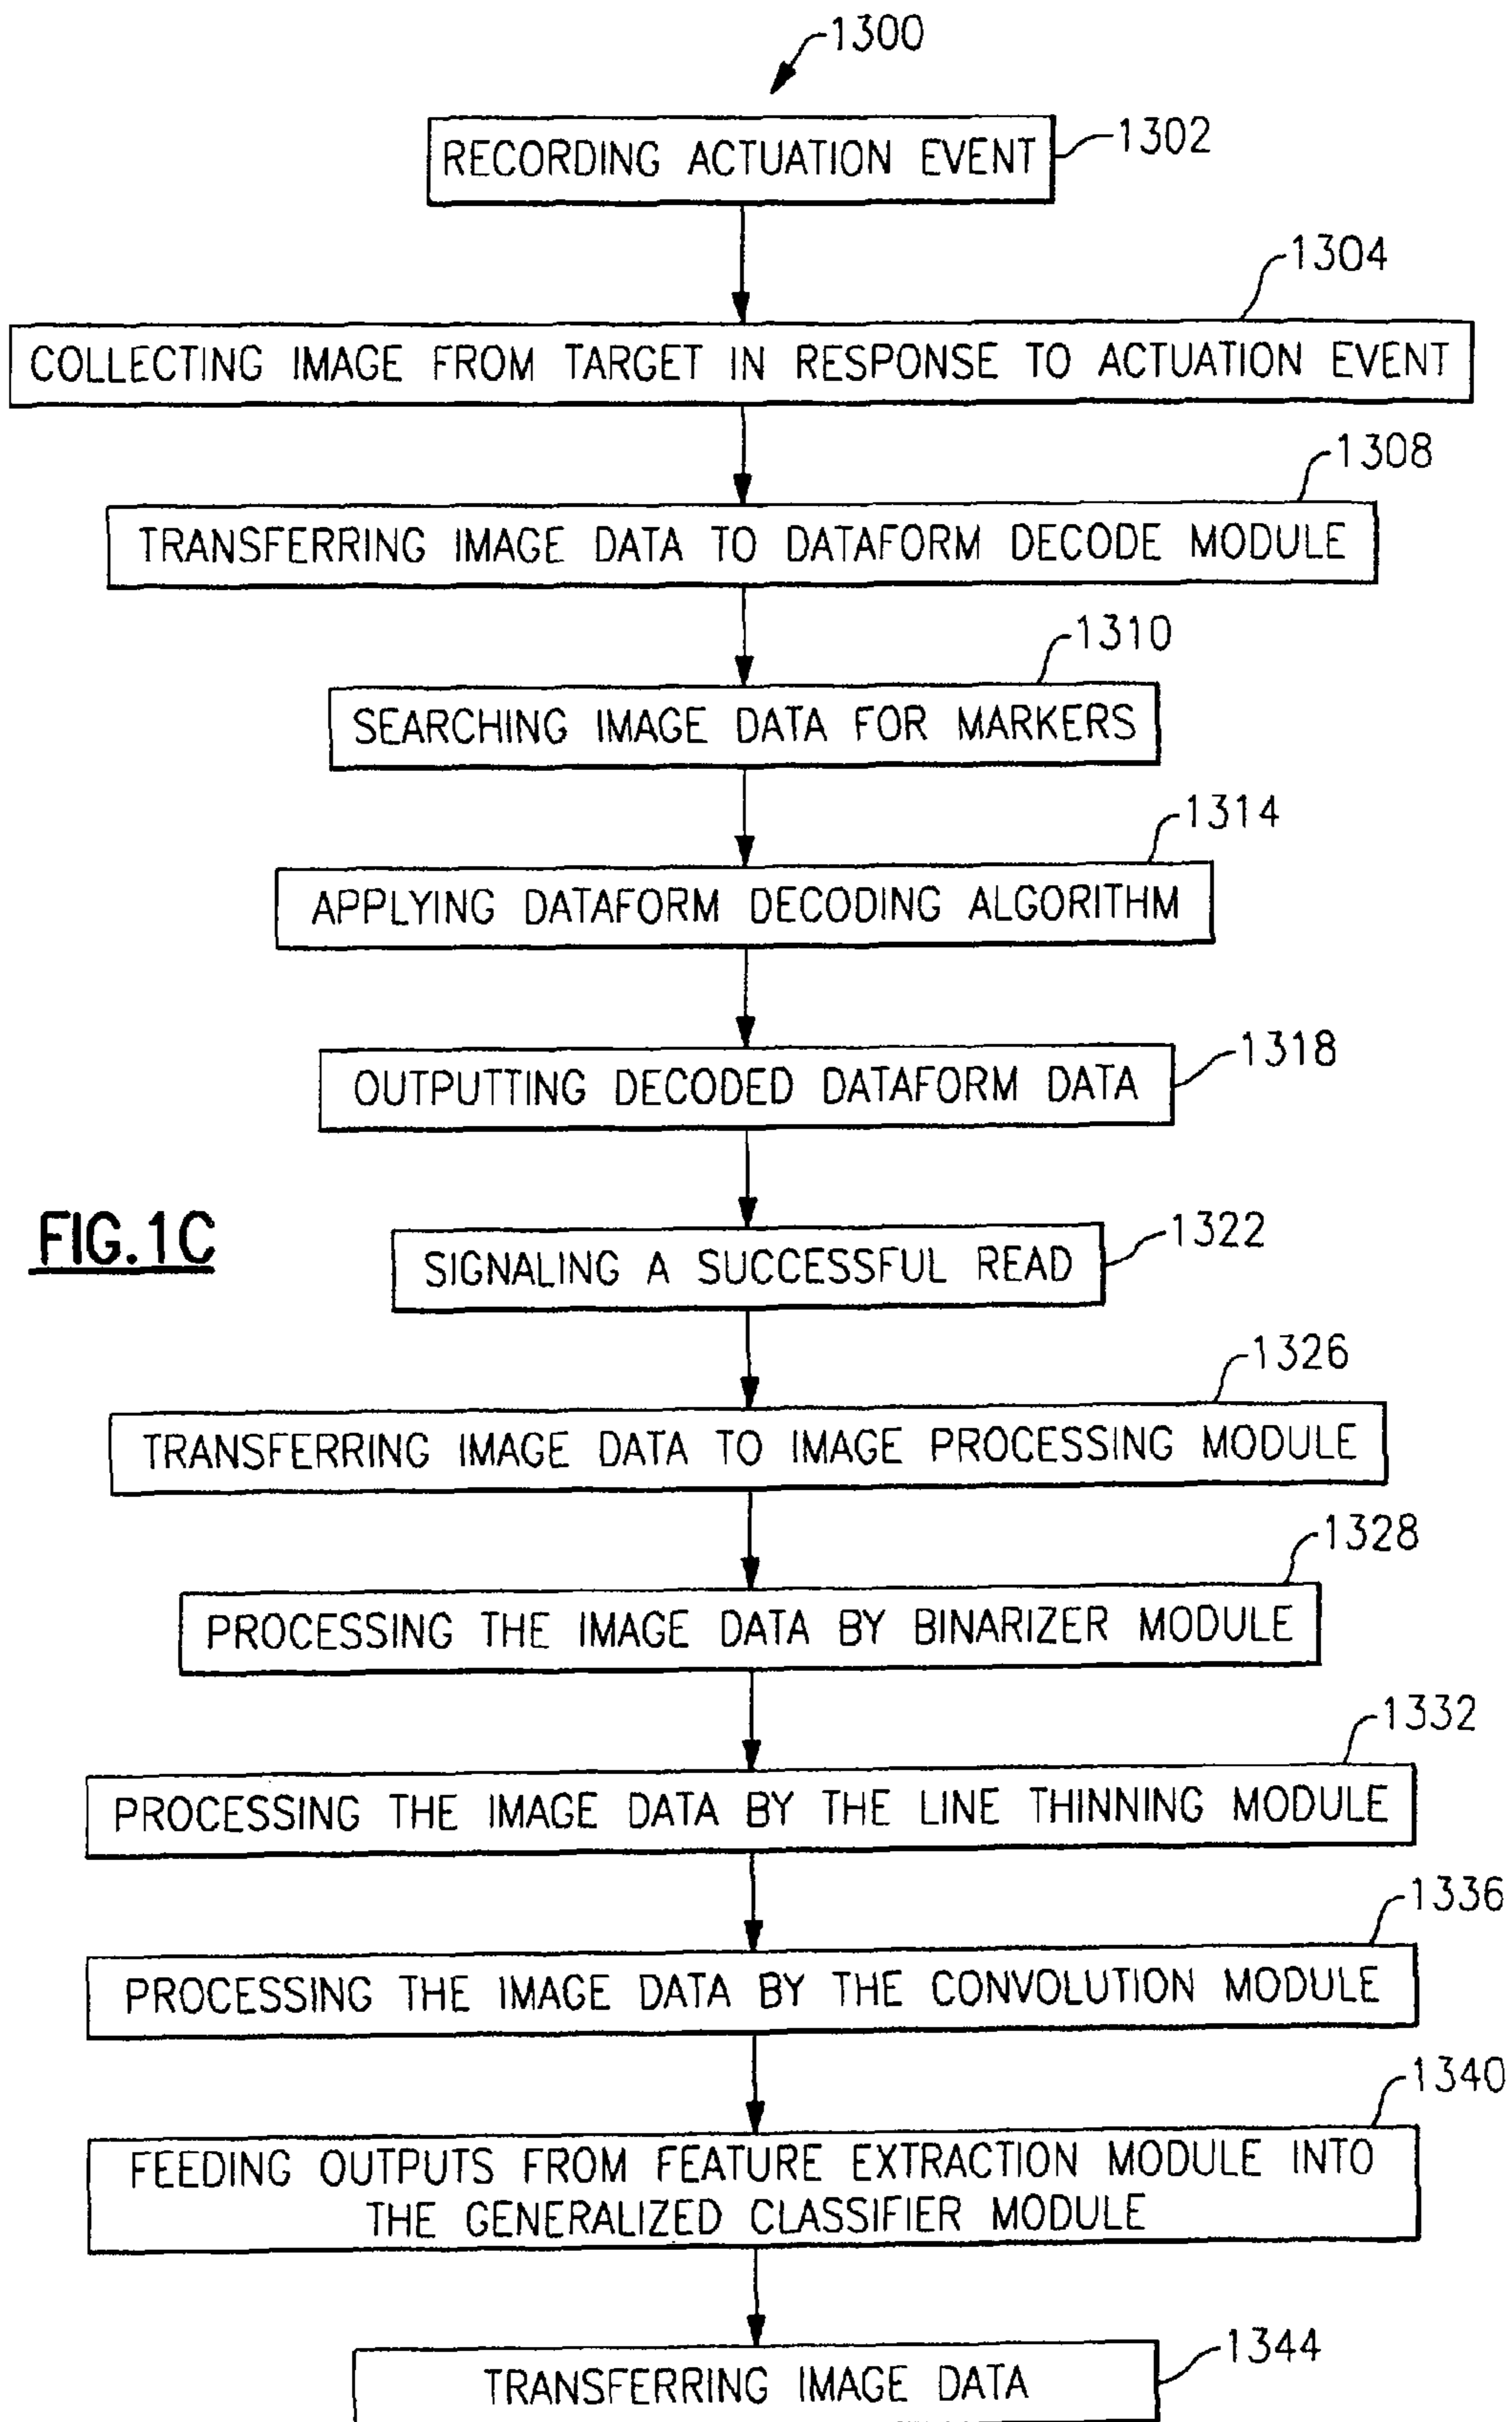 1300
RECORDING ACTUATION EVENT
1302
1304
COLLECTING IMAGE FROM TARGET IN RESPONSE TO ACTUATION EVENT
1308
TRANSFERRING IMAGE DATA TO DATAFORM DECODE MODULE
1310
SEARCHING IMAGE DATA FOR MARKERS
1314
APPLYING DATAFORM DECODING ALGORITHM
1318
OUTPUTTING DECODED DATAFORM DATA
FIG.1C
1322
SIGNALING A SUCCESSFUL READ
1326
TRANSFERRING IMAGE DATA TO IMAGE PROCESSING MODULE
1328
PROCESSING THE IMAGE DATA BY BINARIZER MODULE
1332
PROCESSING THE IMAGE DATA BY THE LINE THINNING MODULE
1336
PROCESSING THE IMAGE DATA BY THE CONVOLUTION MODULE
1340
FEEDING OUTPUTS FROM FEATURE EXTRACTION MODULE INTO
THE GENERALIZED CLASSIFIER MODULE
1344
TRANSFERRING IMAGE DATA